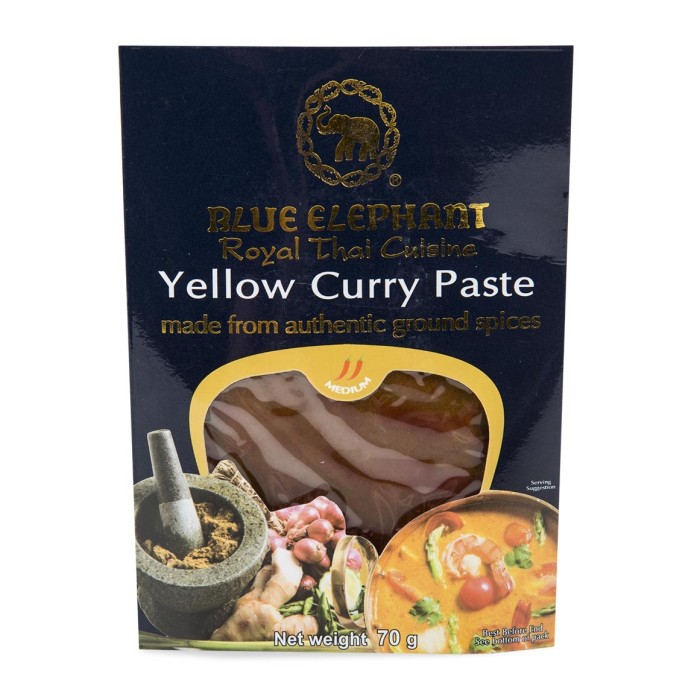 ®
BLUE ELEPHANT
Royal Thai Cuisine
Yellow Curry Paste
made from authentic ground spices
MEDIUM
Serving
Suggestion
Net weight 70 g
Best Before End
See bottom of pack